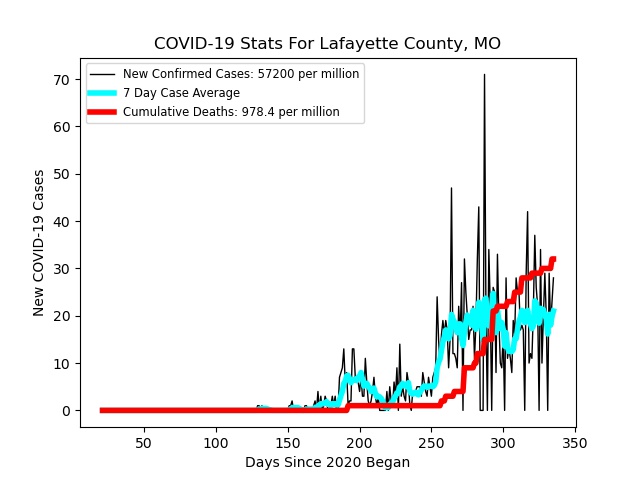 COVID-19 Stats For Lafayette County, MO
New Confirmed Cases: 57200 per million
7 Day Case Average
Cumulative Deaths: 978.4 per million
New COVID-19 Cases
70
60
50
40
30
20
10
0
50 100 150 200 250 300 350
Days Since 2020 Began